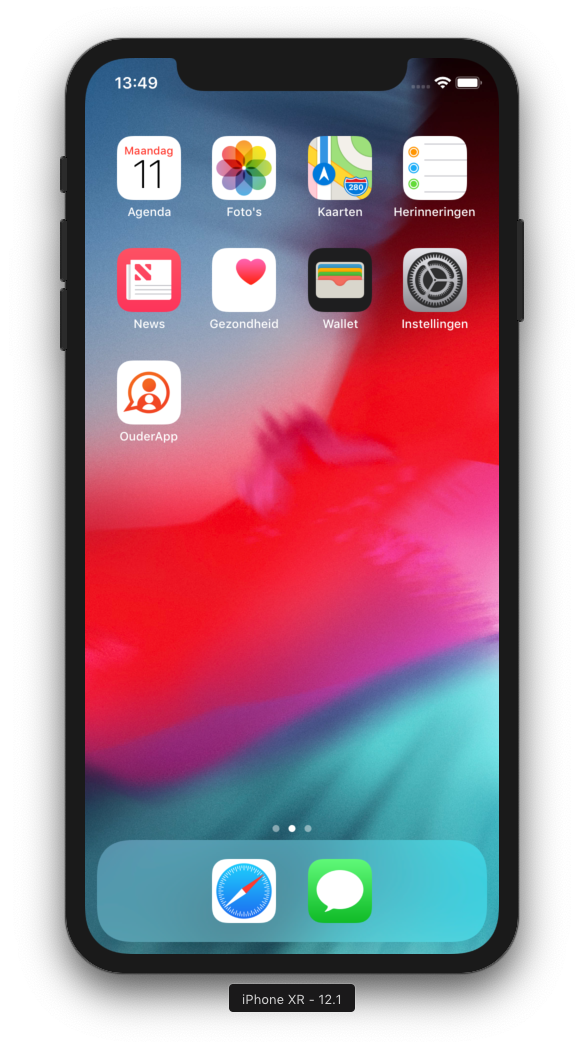 13:49
Maandag
11
280
Agenda
Foto's
Kaarten
Herinneringen
News
Gezondheid
Wallet
Instellingen
OuderApp
iPhone XR - 12.1